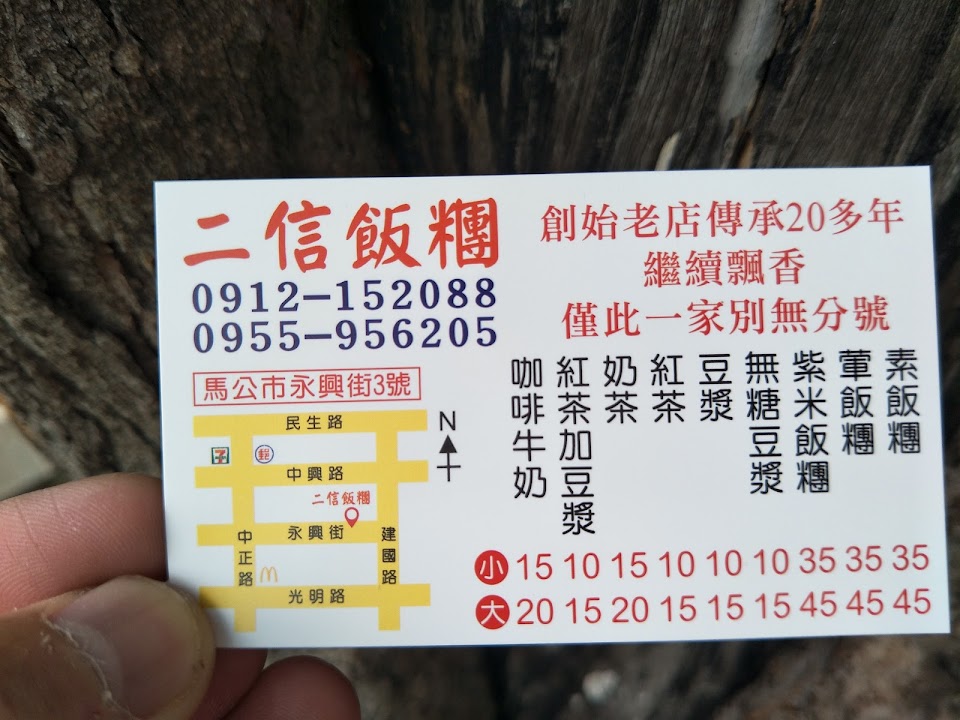 二信飯糰
0912-152088
0955-956205
馬公市永興街3號
創始老店傳承20多年
繼續飄香
僅此一家別無分號
素飯糰
葷飯糰
紫米飯糰
無糖豆漿
豆漿
紅茶
奶茶
紅茶加豆漿
咖啡牛奶
小 15 10 15 10 10 10 35 35 35
大 20 15 20 15 15 15 45 45 45
N
民生路
郵
中興路
二信飯糰
永興街
中正路
建國路
光明路